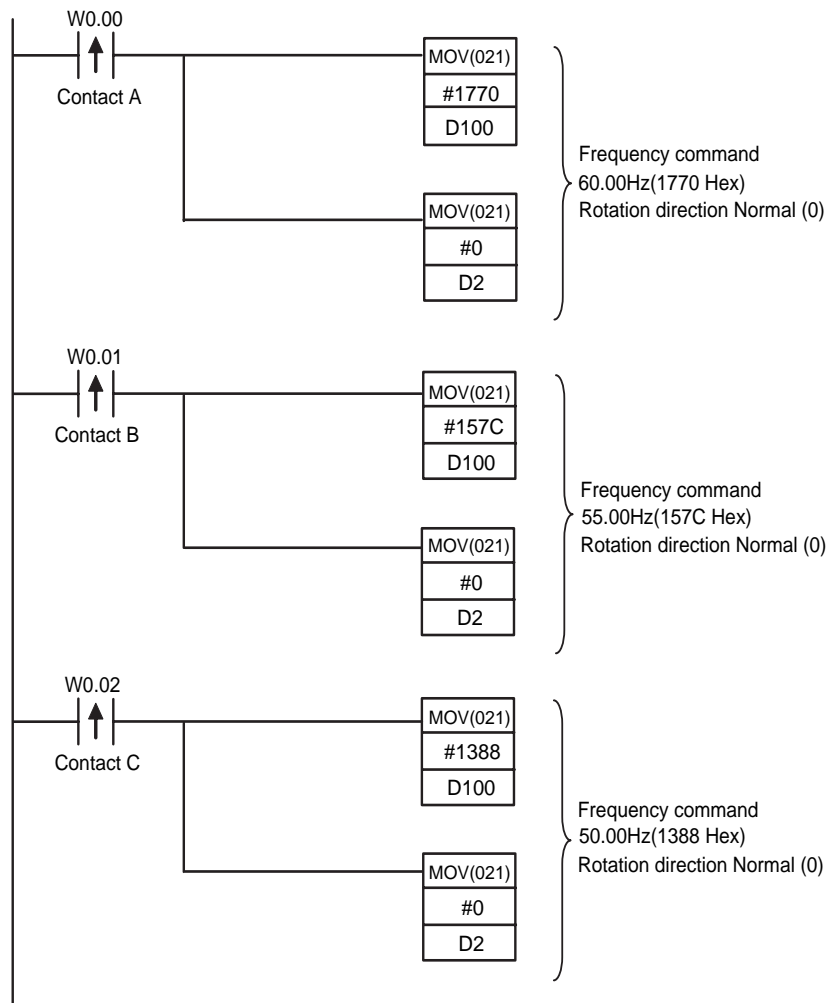 W0.00
Contact A
MOV(021)
#1770
D100
MOV(021)
#0
D2
Frequency command
60.00Hz(1770 Hex)
Rotation direction Normal (0)
W0.01
Contact B
MOV(021)
#157C
D100
MOV(021)
#0
D2
Frequency command
55.00Hz(157C Hex)
Rotation direction Normal (0)
W0.02
Contact C
MOV(021)
#1388
D100
MOV(021)
#0
D2
Frequency command
50.00Hz(1388 Hex)
Rotation direction Normal (0)